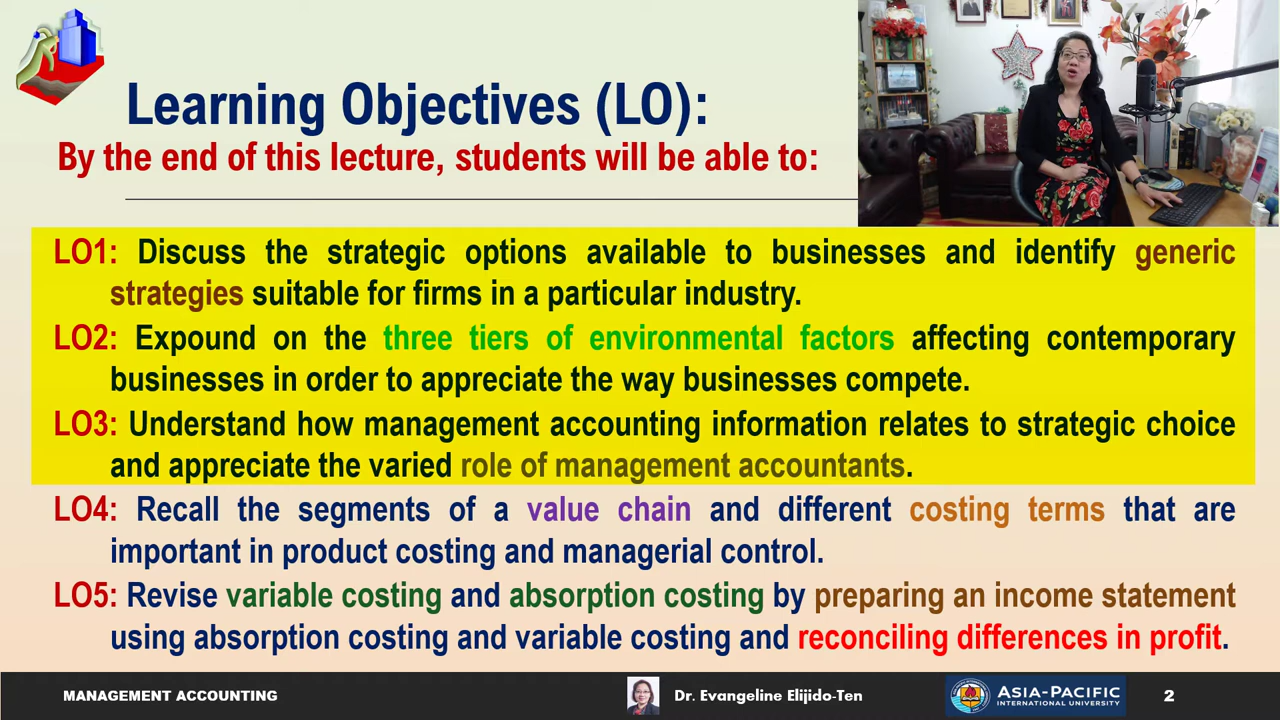 Learning Objectives (LO):
By the end of this lecture, students will be able to:
LO1: Discuss the strategic options available to businesses and identify generic
strategies suitable for firms in a particular industry.
LO2: Expound on the three tiers of environmental factors affecting contemporary
businesses in order to appreciate the way businesses compete.
LO3: Understand how management accounting information relates to strategic choice
and appreciate the varied role of management accountants.
LO4: Recall the segments of a value chain and different costing terms that are
important in product costing and managerial control.
LO5: Revise variable costing and absorption costing by preparing an income statement
using absorption costing and variable costing and reconciling differences in profit.
MANAGEMENT ACCOUNTING
Dr. Evangeline Elijido-Ten
ASIA-PACIFIC
INTERNATIONAL UNIVERSITY
2